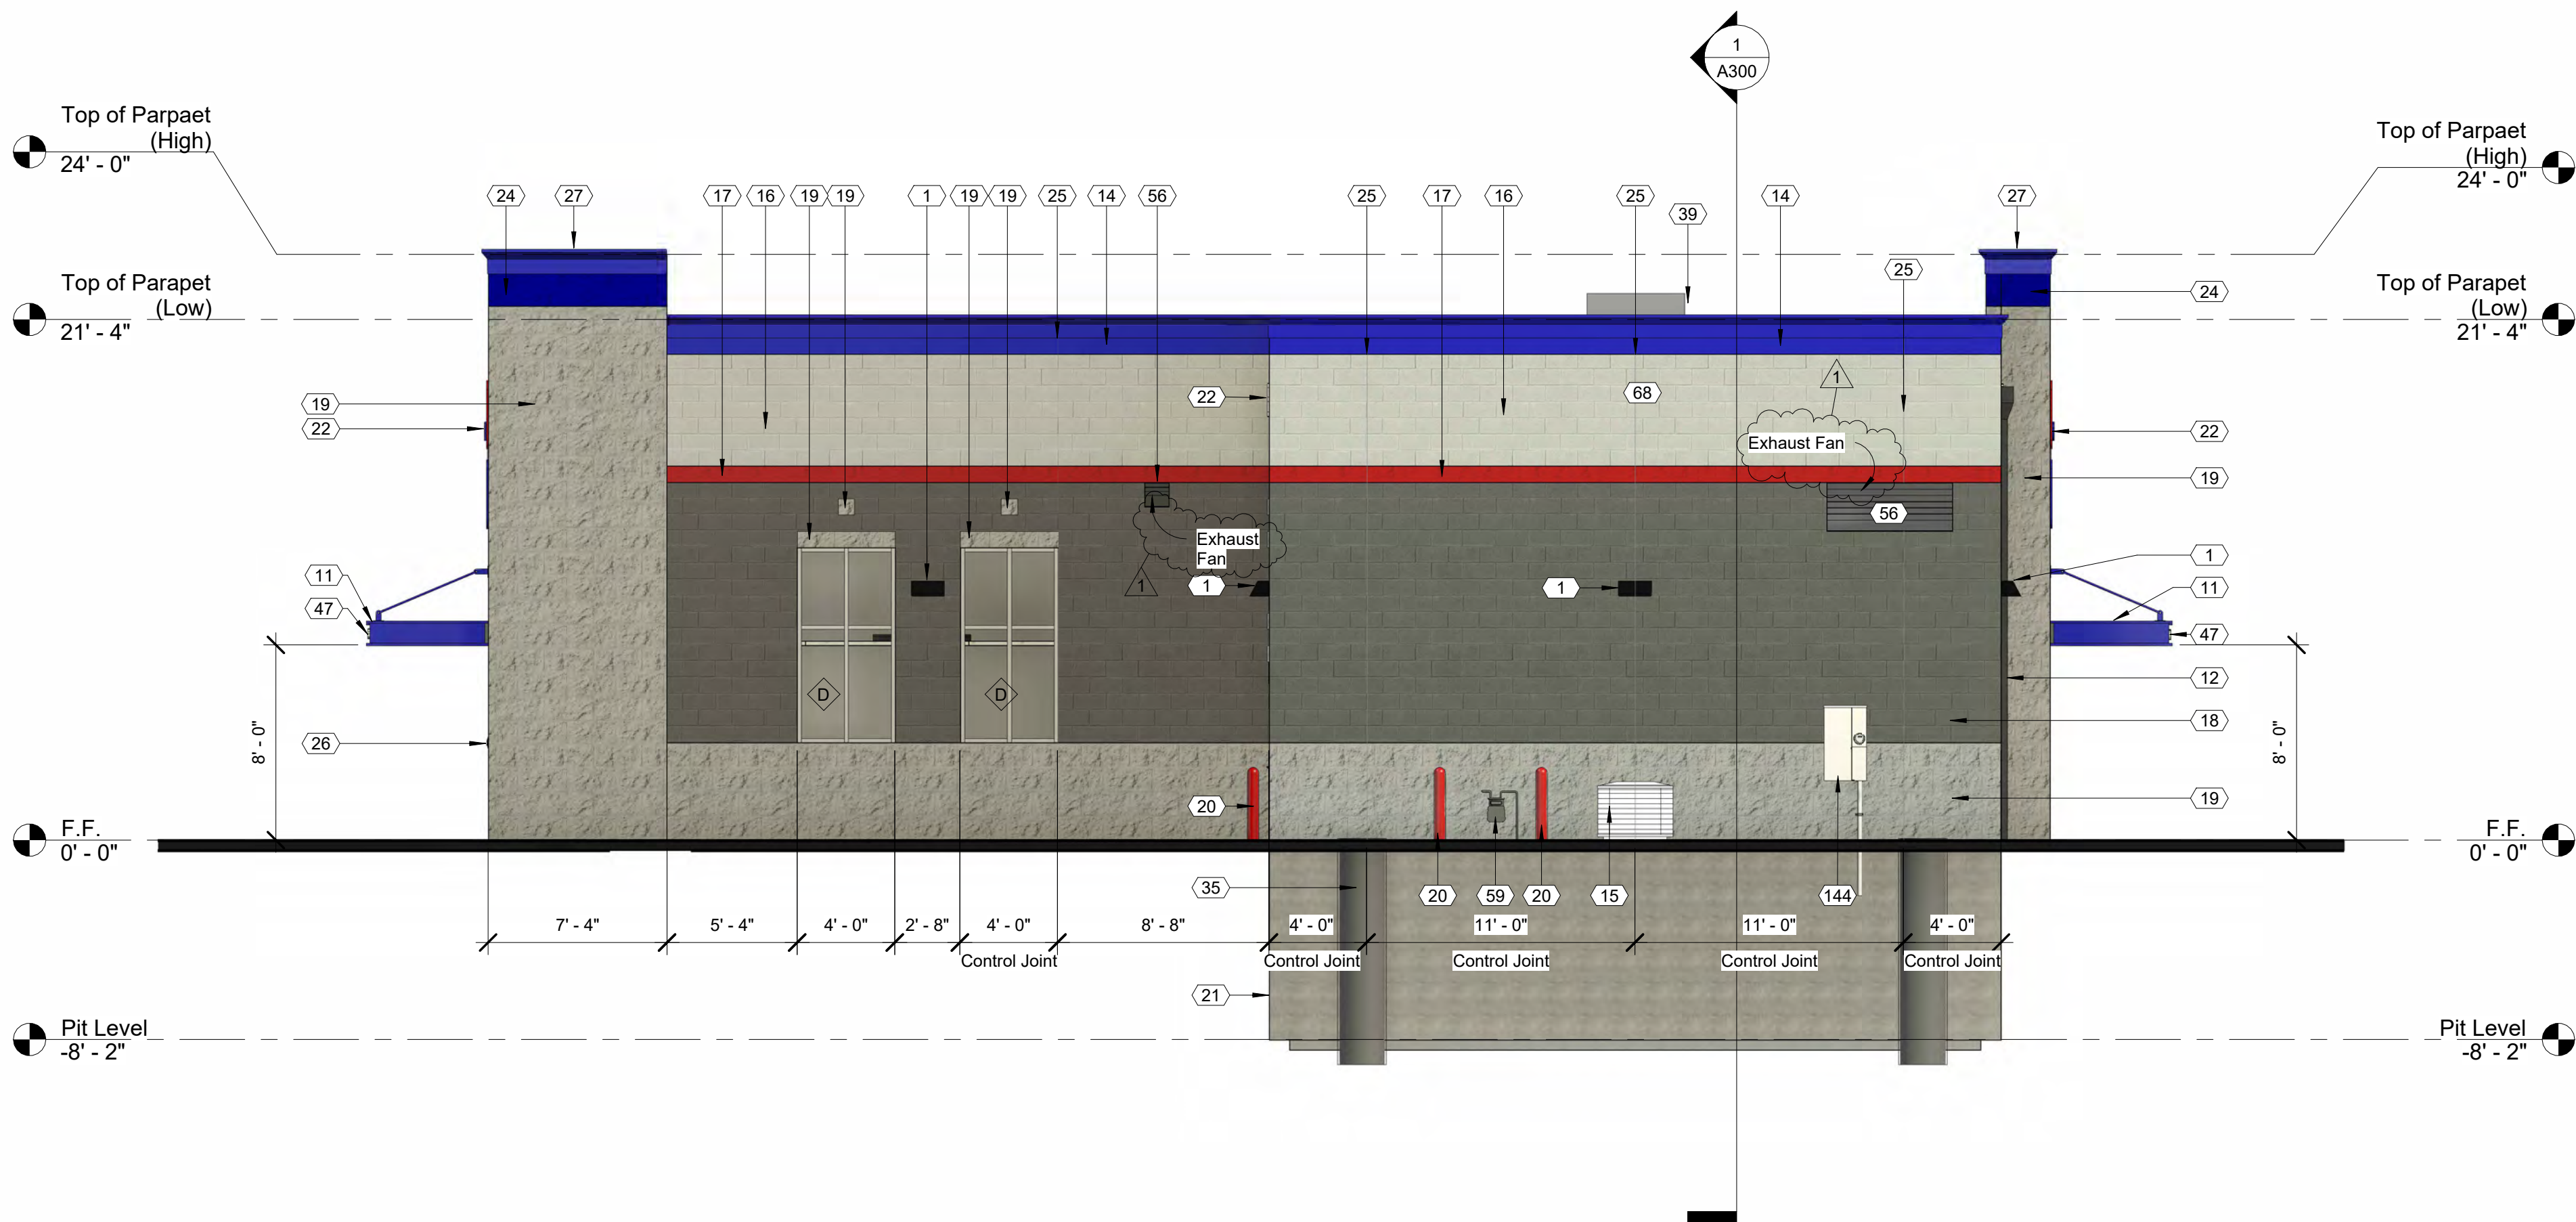 1
A300
Top of Parpaet
(High)
24' - 0"
Top of Parpaet
(High)
24' - 0"
24 27 17 16 19 19 1 19 19 25 14 56 25 17 16 25 39 14 27
25
Top of Parapet
(Low)
21' - 4"
Top of Parapet
(Low)
21' - 4"
24
1
19
22
68
22
Exhaust Fan
22
19
56
Exhaust
Fan
1
1
1
1
11
11
47
47
12
D
D
18
26
8' - 0"
8' - 0"
20
19
F.F.
0' - 0"
F.F.
0' - 0"
35
20 59 20 15 144
7' - 4" 5' - 4" 4' - 0" 2' - 8" 4' - 0" 8' - 8" 4' - 0" 11' - 0" 11' - 0" 4' - 0"
Control Joint Control Joint Control Joint Control Joint Control Joint
21
Pit Level
-8' - 2"
Pit Level
-8' - 2"